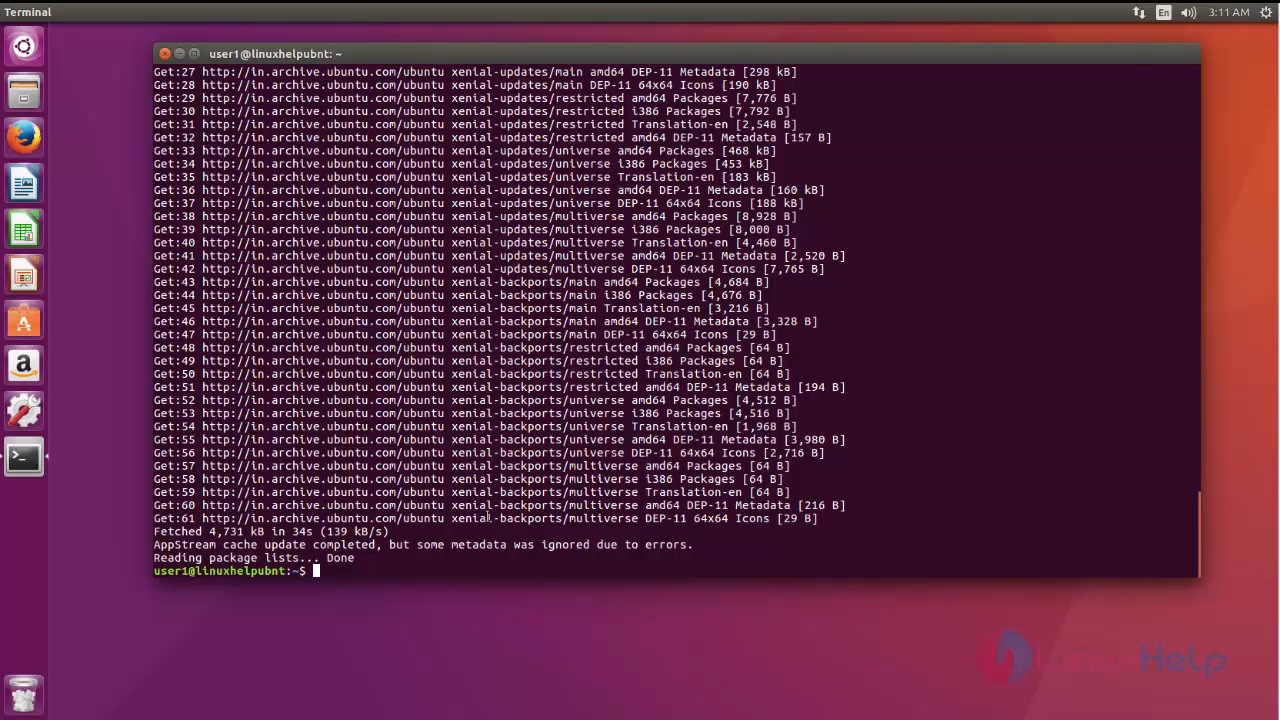 Terminal
En
3:11 AM
user1@linuxhelpubnt: ~
Get:27 http://in.archive.ubuntu.com/ubuntu xenial-updates/main amd64 DEP-11 Metadata [298 kB]
Get:28 http://in.archive.ubuntu.com/ubuntu xenial-updates/main DEP-11 64x64 Icons [190 kB]
Get:29 http://in.archive.ubuntu.com/ubuntu xenial-updates/restricted amd64 Packages [7,776 B]
Get:30 http://in.archive.ubuntu.com/ubuntu xenial-updates/restricted i386 Packages [7,792 B]
Get:31 http://in.archive.ubuntu.com/ubuntu xenial-updates/restricted Translation-en [2,548 B]
Get:32 http://in.archive.ubuntu.com/ubuntu xenial-updates/restricted amd64 DEP-11 Metadata [157 B]
Get:33 http://in.archive.ubuntu.com/ubuntu xenial-updates/universe amd64 Packages [468 kB]
Get:34 http://in.archive.ubuntu.com/ubuntu xenial-updates/universe i386 Packages [453 kB]
Get:35 http://in.archive.ubuntu.com/ubuntu xenial-updates/universe Translation-en [183 kB]
Get:36 http://in.archive.ubuntu.com/ubuntu xenial-updates/universe amd64 DEP-11 Metadata [160 kB]
Get:37 http://in.archive.ubuntu.com/ubuntu xenial-updates/universe DEP-11 64x64 Icons [188 kB]
Get:38 http://in.archive.ubuntu.com/ubuntu xenial-updates/multiverse amd64 Packages [8,928 B]
Get:39 http://in.archive.ubuntu.com/ubuntu xenial-updates/multiverse i386 Packages [8,000 B]
Get:40 http://in.archive.ubuntu.com/ubuntu xenial-updates/multiverse Translation-en [4,460 B]
Get:41 http://in.archive.ubuntu.com/ubuntu xenial-updates/multiverse amd64 DEP-11 Metadata [2,520 B]
Get:42 http://in.archive.ubuntu.com/ubuntu xenial-updates/multiverse DEP-11 64x64 Icons [7,765 B]
Get:43 http://in.archive.ubuntu.com/ubuntu xenial-backports/main amd64 Packages [4,684 B]
Get:44 http://in.archive.ubuntu.com/ubuntu xenial-backports/main i386 Packages [4,676 B]
Get:45 http://in.archive.ubuntu.com/ubuntu xenial-backports/main Translation-en [3,216 B]
Get:46 http://in.archive.ubuntu.com/ubuntu xenial-backports/main amd64 DEP-11 Metadata [3,328 B]
Get:47 http://in.archive.ubuntu.com/ubuntu xenial-backports/main DEP-11 64x64 Icons [29 B]
Get:48 http://in.archive.ubuntu.com/ubuntu xenial-backports/restricted amd64 Packages [64 B]
Get:49 http://in.archive.ubuntu.com/ubuntu xenial-backports/restricted i386 Packages [64 B]
Get:50 http://in.archive.ubuntu.com/ubuntu xenial-backports/restricted Translation-en [64 B]
Get:51 http://in.archive.ubuntu.com/ubuntu xenial-backports/restricted amd64 DEP-11 Metadata [194 B]
Get:52 http://in.archive.ubuntu.com/ubuntu xenial-backports/universe amd64 Packages [4,512 B]
Get:53 http://in.archive.ubuntu.com/ubuntu xenial-backports/universe i386 Packages [4,516 B]
Get:54 http://in.archive.ubuntu.com/ubuntu xenial-backports/universe Translation-en [1,968 B]
Get:55 http://in.archive.ubuntu.com/ubuntu xenial-backports/universe amd64 DEP-11 Metadata [3,980 B]
Get:56 http://in.archive.ubuntu.com/ubuntu xenial-backports/universe DEP-11 64x64 Icons [2,716 B]
Get:57 http://in.archive.ubuntu.com/ubuntu xenial-backports/multiverse amd64 Packages [64 B]
Get:58 http://in.archive.ubuntu.com/ubuntu xenial-backports/multiverse i386 Packages [64 B]
Get:59 http://in.archive.ubuntu.com/ubuntu xenial-backports/multiverse Translation-en [64 B]
Get:60 http://in.archive.ubuntu.com/ubuntu xenial-backports/multiverse amd64 DEP-11 Metadata [216 B]
Get:61 http://in.archive.ubuntu.com/ubuntu xenial-backports/multiverse DEP-11 64x64 Icons [29 B]
Fetched 4,731 kB in 34s (139 kB/s)
AppStream cache update completed, but some metadata was ignored due to errors.
Reading package lists... Done
user1@linuxhelpubnt:~$
LinuxHelp